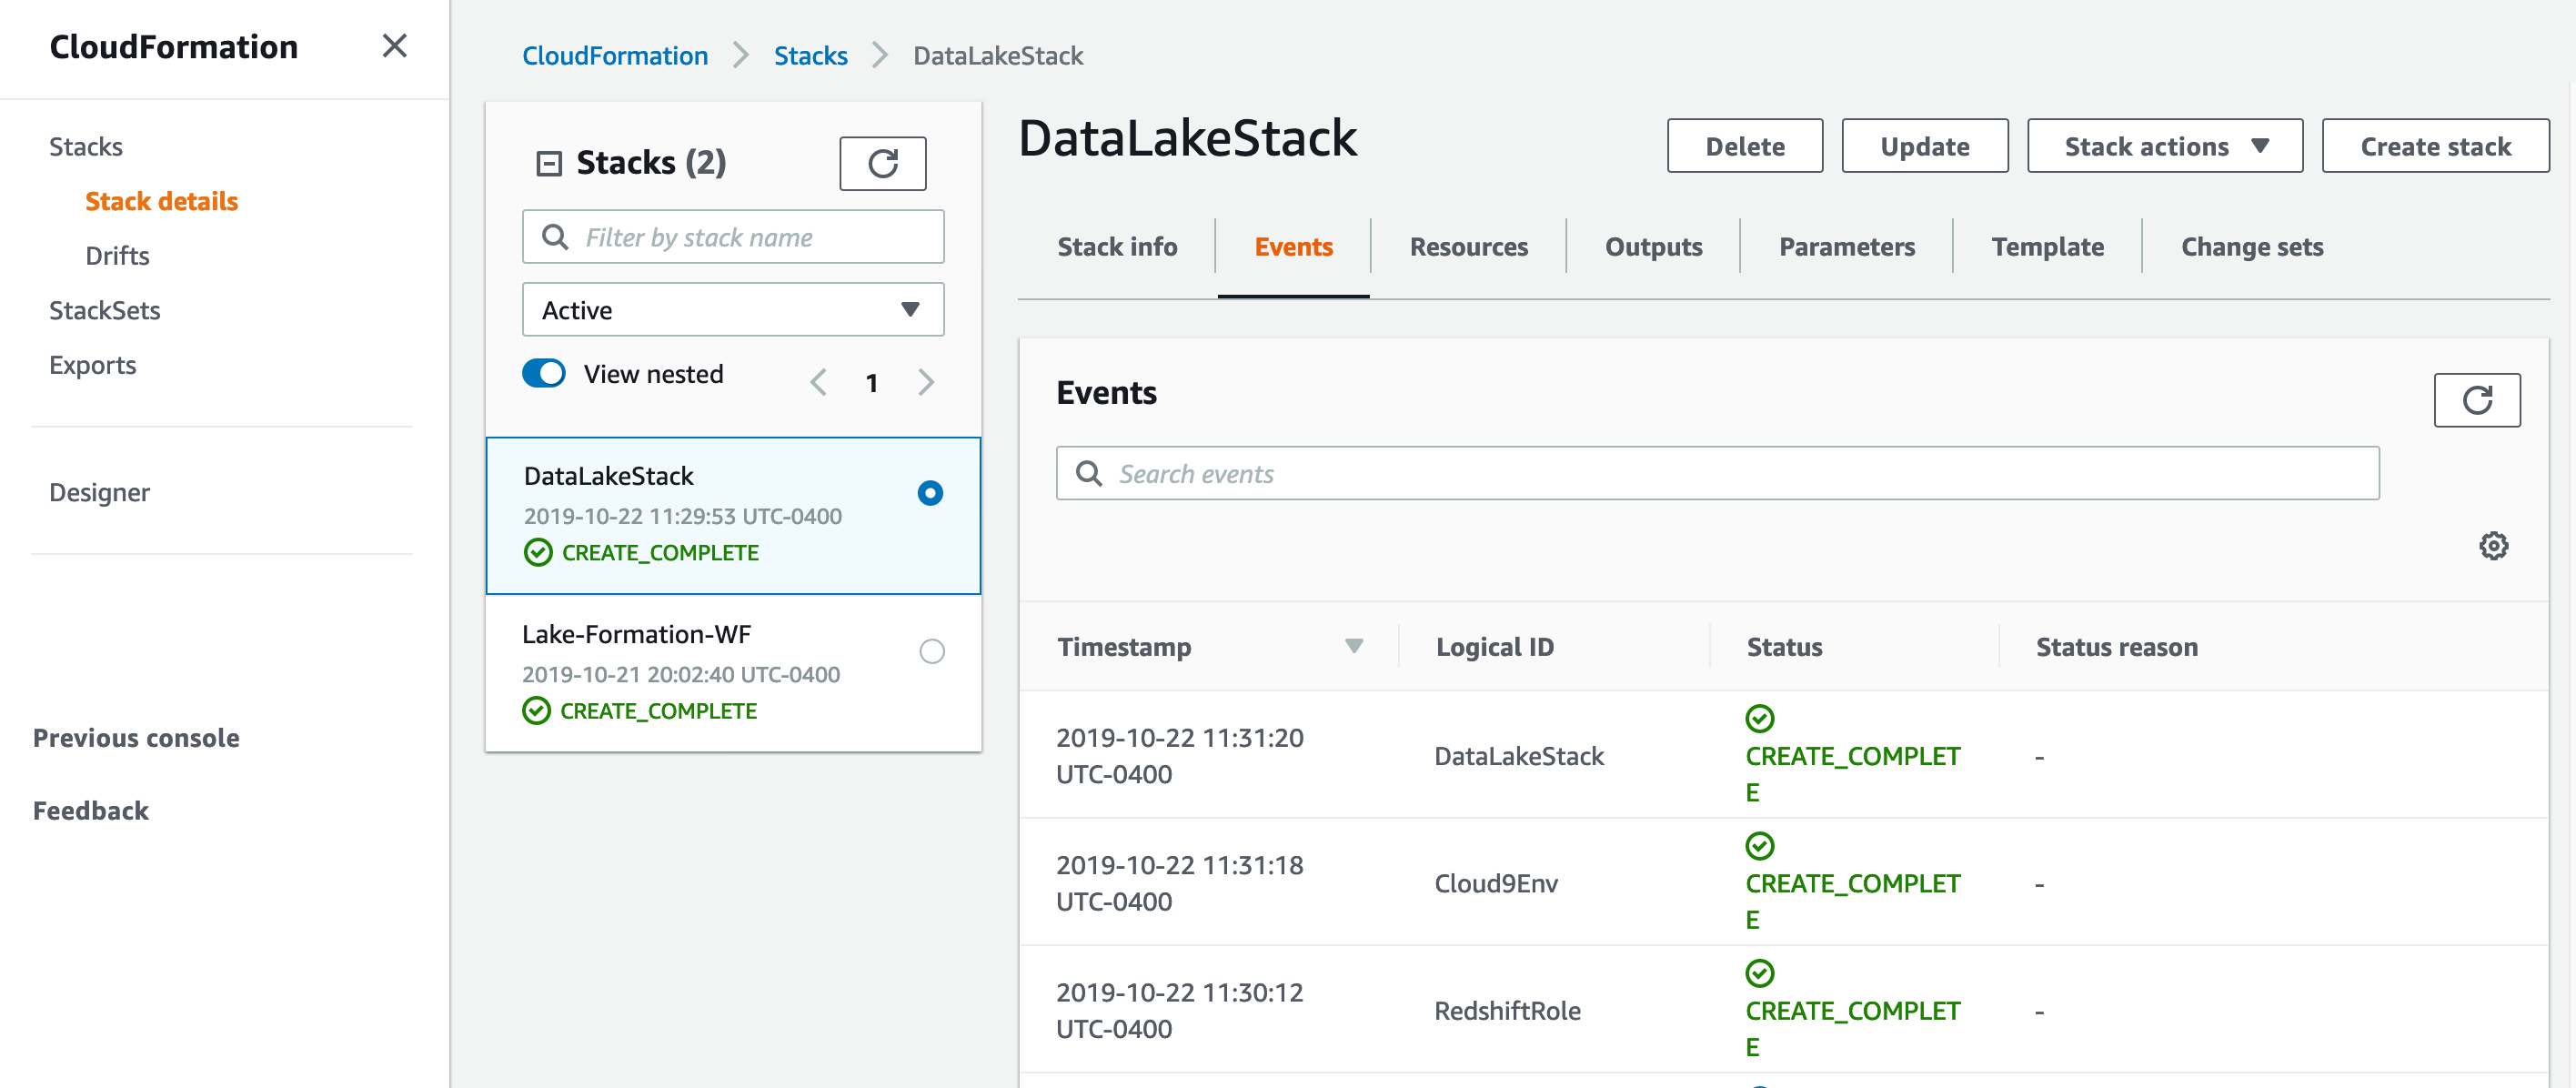 CloudFormation
Stacks
Stack details
Drifts
StackSets
Exports
Designer
Previous console
Feedback
CloudFormation
Stacks
DataLakeStack
Stacks (2)
Filter by stack name
Active
View nested
1
DataLakeStack
2019-10-22 11:29:53 UTC-0400
CREATE_COMPLETE
Lake-Formation-WF
2019-10-21 20:02:40 UTC-0400
CREATE_COMPLETE
DataLakeStack
Delete
Update
Stack actions
Create stack
Stack info
Events
Resources
Outputs
Parameters
Template
Change sets
Events
Search events
Timestamp
Logical ID
Status
Status reason
2019-10-22 11:31:20
UTC-0400
DataLakeStack
CREATE_COMPLET
E
-
2019-10-22 11:31:18
UTC-0400
Cloud9Env
CREATE_COMPLET
E
-
2019-10-22 11:30:12
UTC-0400
RedshiftRole
CREATE_COMPLET
E
-